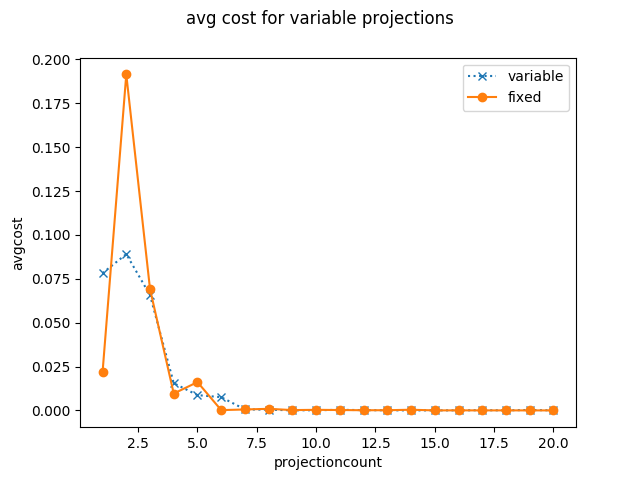 avg cost for variable projections
variable
fixed
0.200
0.175
0.150
0.125
0.100
0.075
0.050
0.025
0.000
avgcost
2.5 5.0 7.5 10.0 12.5 15.0 17.5 20.0
projectioncount